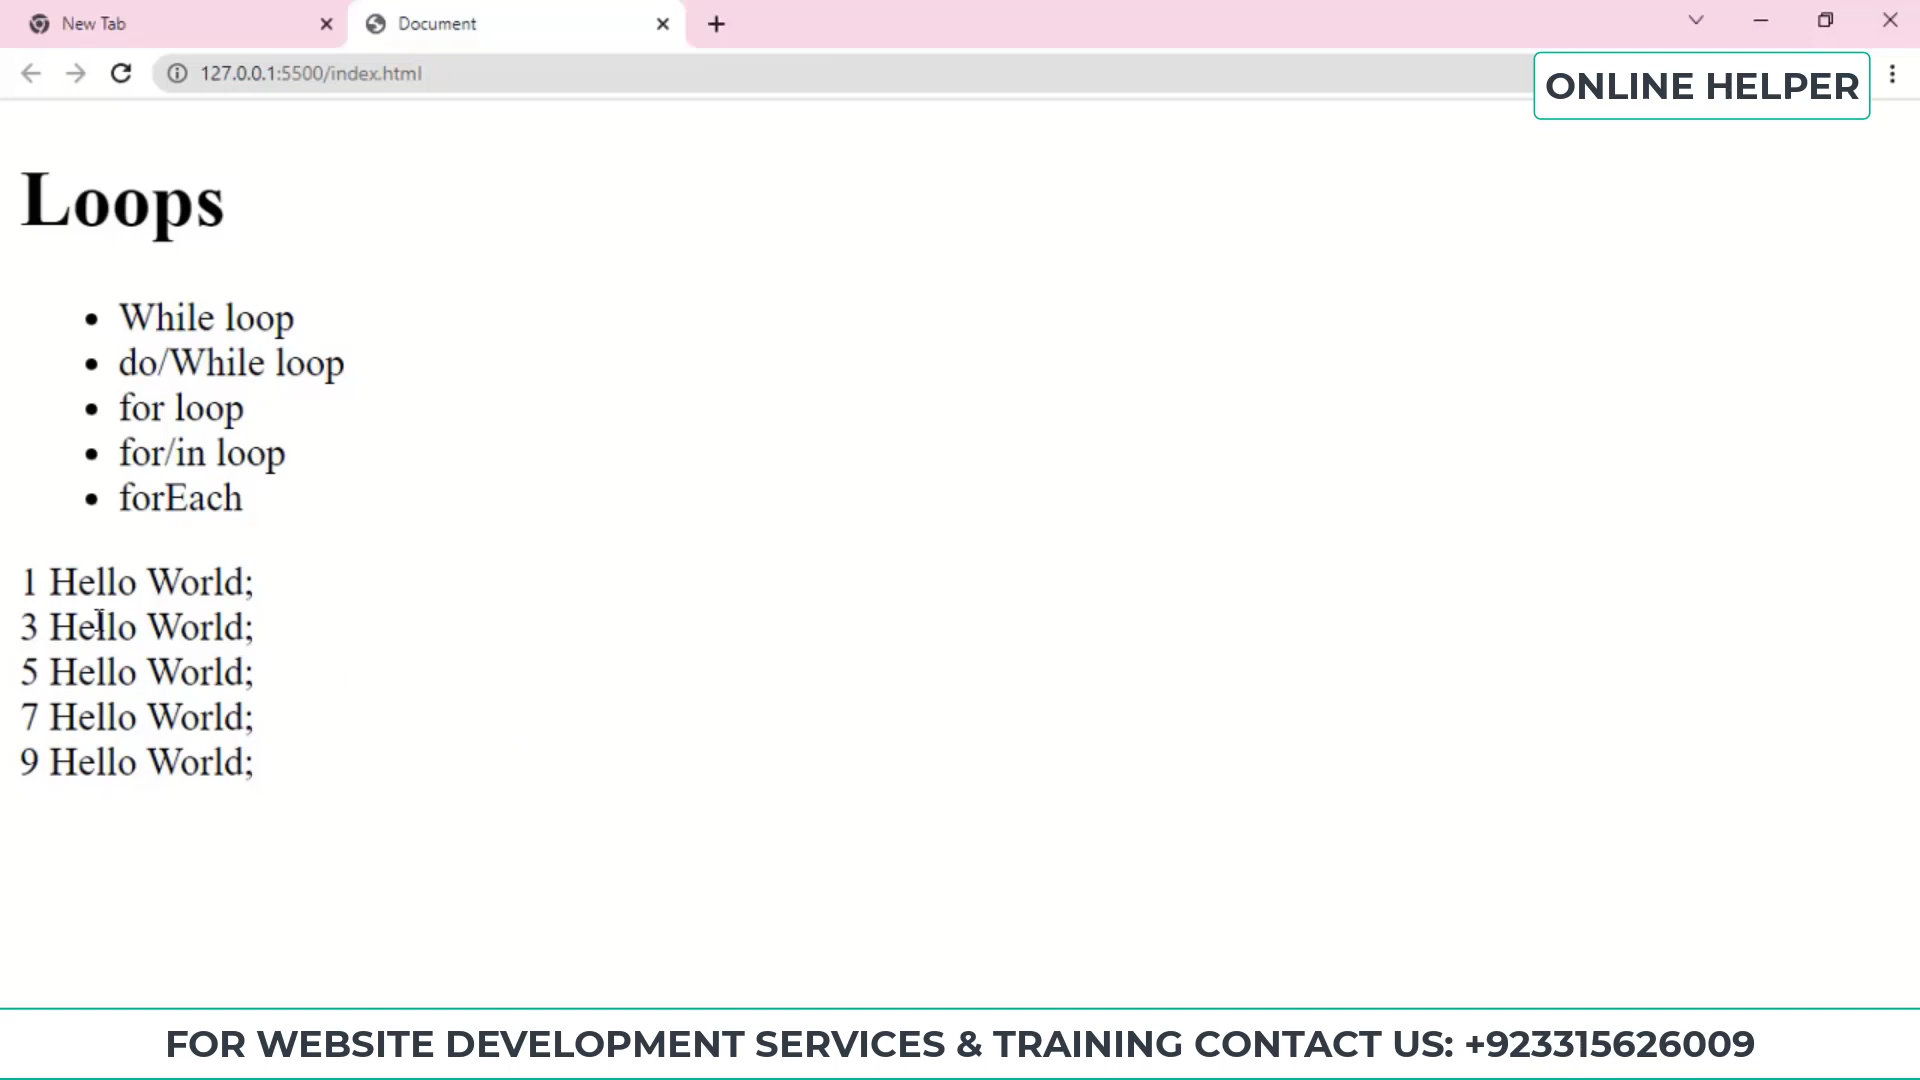 New Tab
Document
127.0.0.1:5500/index.html
ONLINE HELPER
Loops
While loop
do/While loop
for loop
for/in loop
forEach
1 Hello World;
3 Hello World;
5 Hello World;
7 Hello World;
9 Hello World;
FOR WEBSITE DEVELOPMENT SERVICES & TRAINING CONTACT US: +923315626009